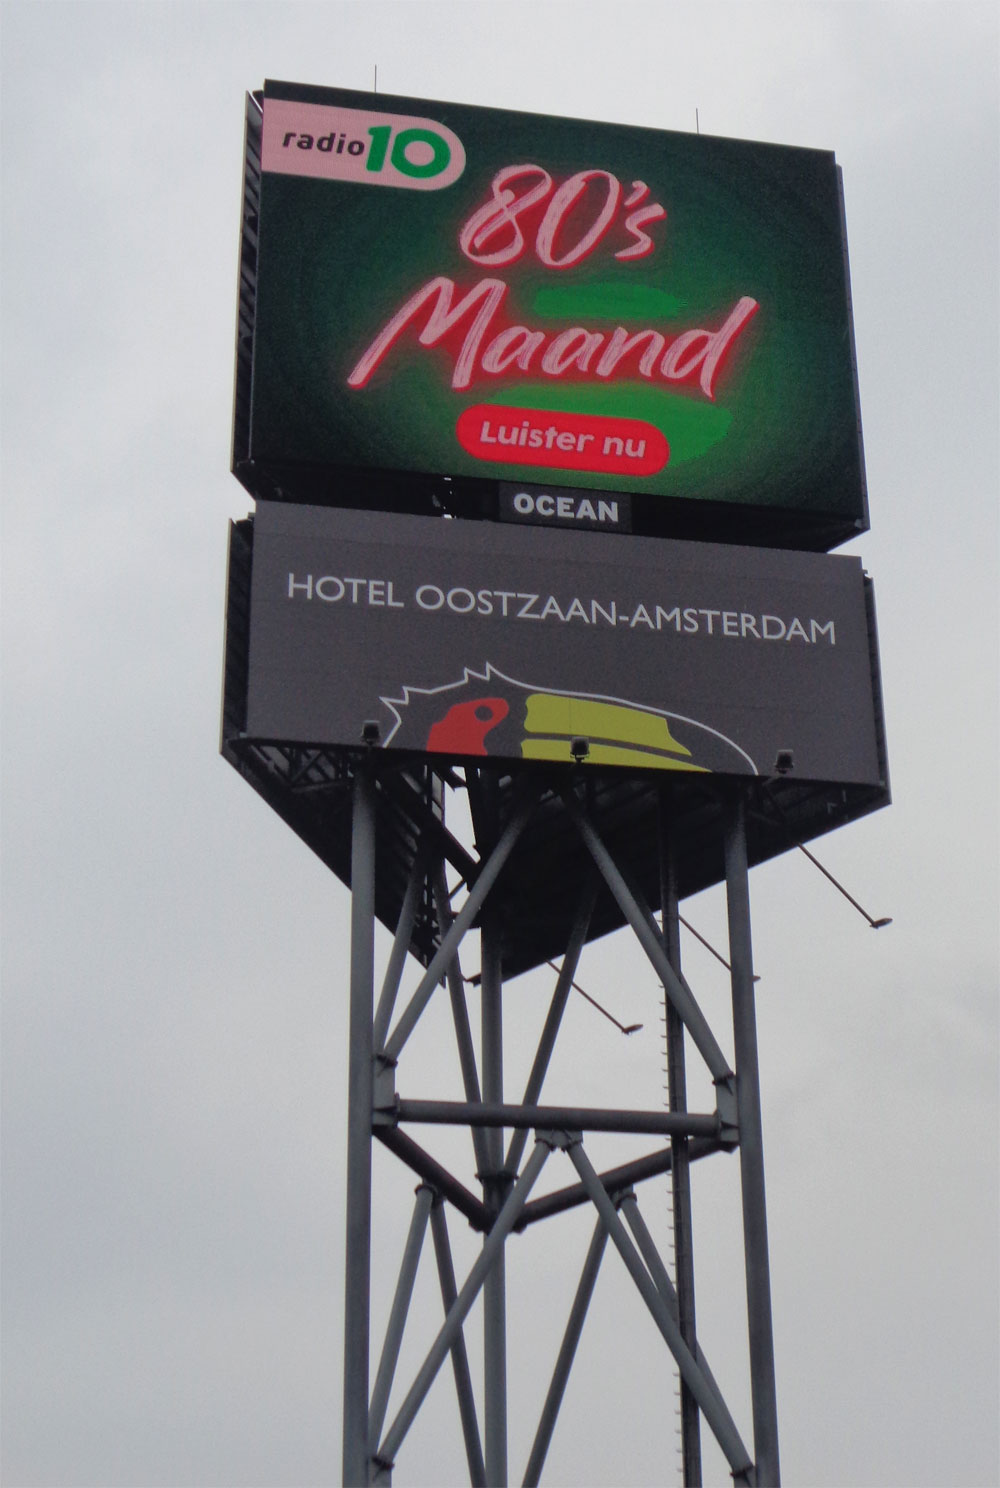 radio10
80's
Maand
Luister nu
OCEAN
HOTEL OOSTZAAN-AMSTERDAM